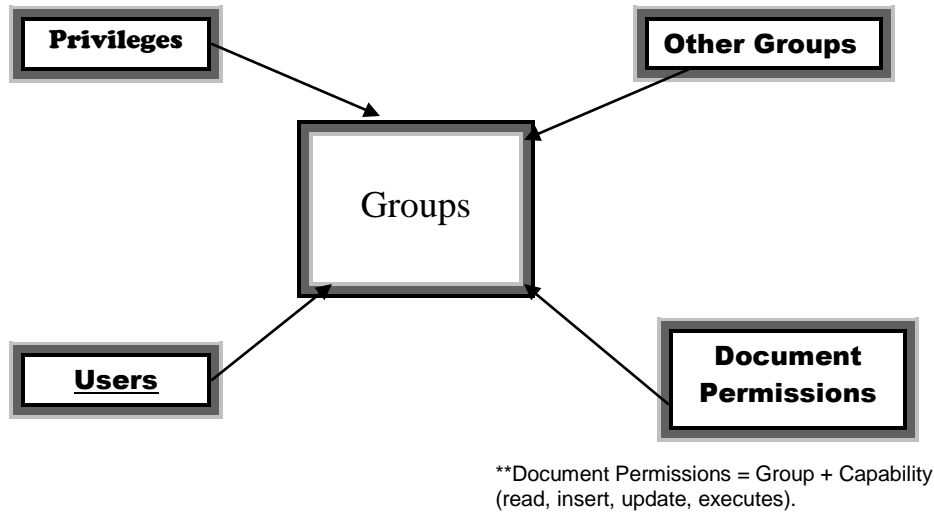 Privileges
Other Groups
Groups
Users
Document
Permissions
**Document Permissions = Group + Capability
(read, insert, update, executes).